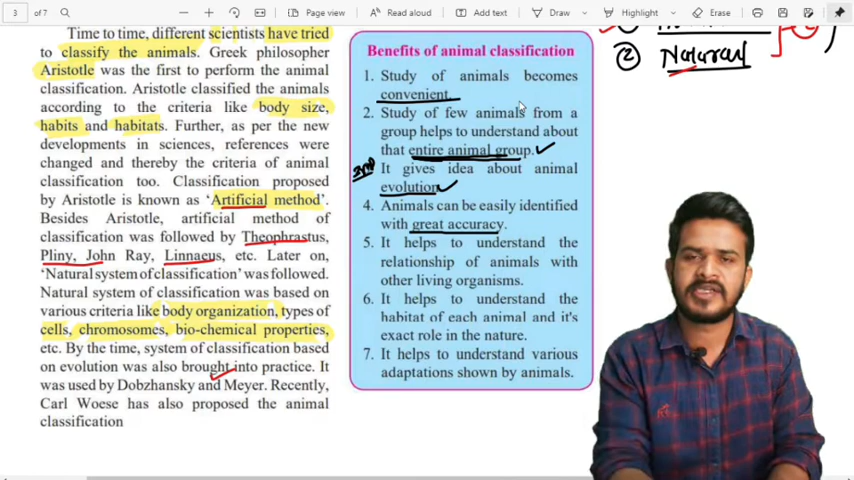 3
of 7
Page view
Read aloud
Add text
Draw
Highlight
Erase
Time to time, different scientists have tried
to classify the animals. Greek philosopher
Aristotle was the first to perform the animal
classification. Aristotle classified the animals
according to the criteria like body size,
habits and habitats. Further, as per the new
developments in sciences, references were
changed and thereby the criteria of animal
classification too. Classification proposed
by Aristotle is known as ‘Artificial method’.
Besides Aristotle, artificial method of
classification was followed by Theophrastus,
Pliny, John Ray, Linnaeus, etc. Later on,
‘Natural system of classification’ was followed.
Natural system of classification was based on
various criteria like body organization, types of
cells, chromosomes, bio-chemical properties,
etc. By the time, system of classification based
on evolution was also brought into practice. It
was used by Dobzhansky and Meyer. Recently,
Carl Woese has also proposed the animal
classification
Benefits of animal classification
1. Study of animals becomes
convenient.
2. Study of few animals from a
group helps to understand about
that entire animal group.
It gives idea about animal
evolution
4. Animals can be easily identified
with great accuracy.
5. It helps to understand the
relationship of animals with
other living organisms.
6. It helps to understand the
habitat of each animal and it's
exact role in the nature.
7. It helps to understand various
adaptations shown by animals.
② Natural